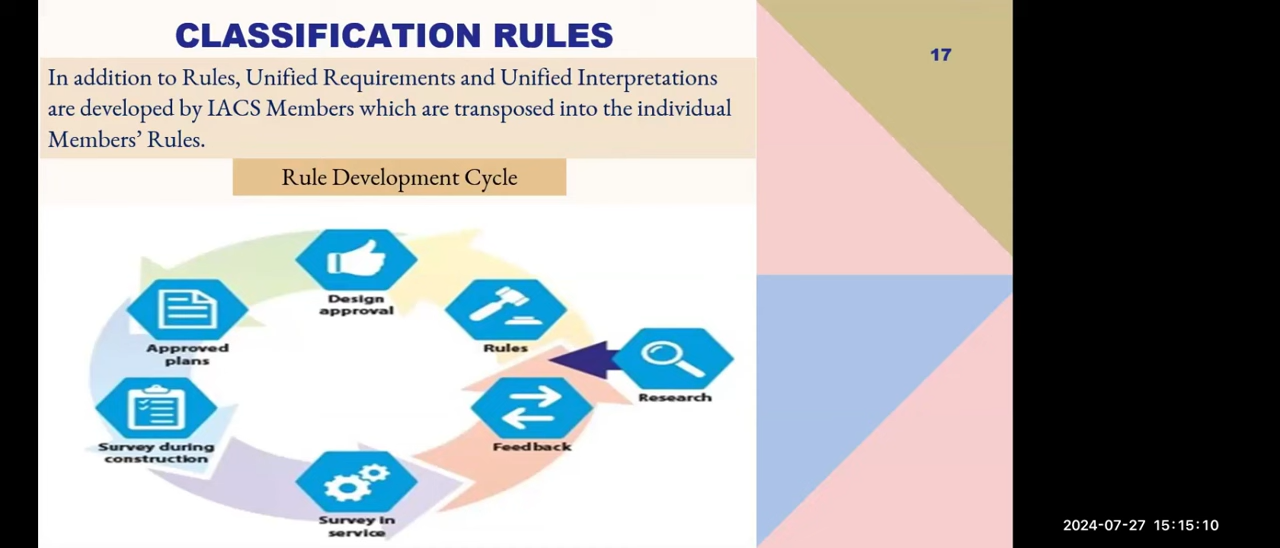 CLASSIFICATION RULES
17
In addition to Rules, Unified Requirements and Unified Interpretations
are developed by IACS Members which are transposed into the individual
Members’ Rules.
Rule Development Cycle
Design
approval
Rules
Approved
plans
Research
Feedback
Survey during
construction
Survey in
service
2024-07-27 15:15:10